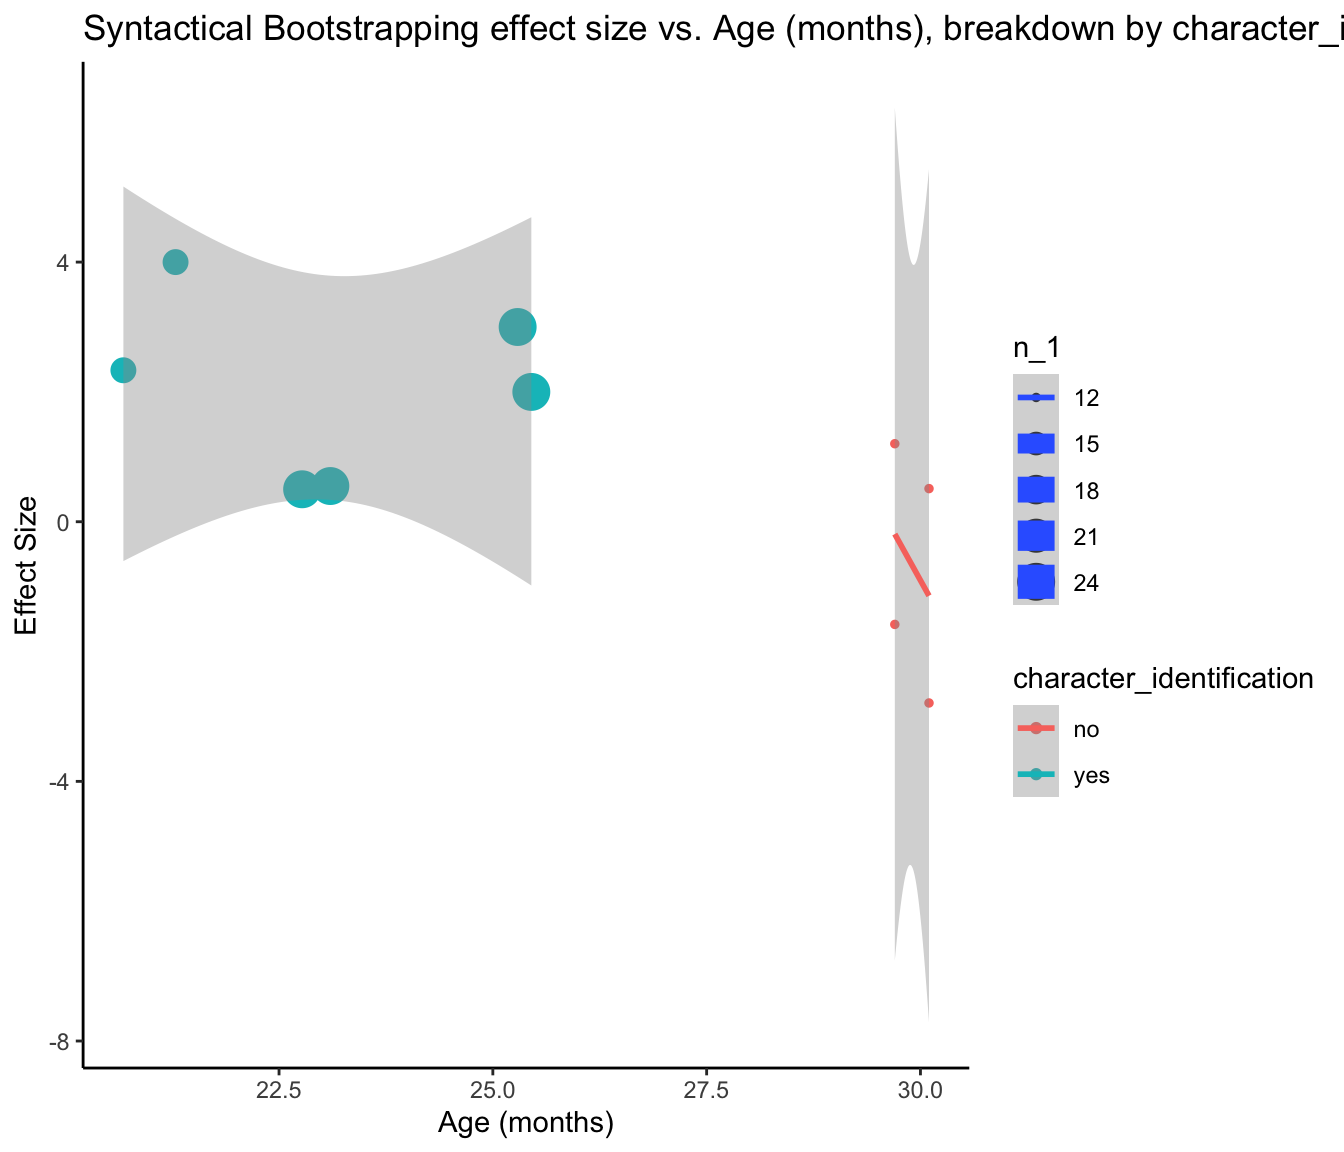 Syntactical Bootstrapping effect size vs. Age (months), breakdown by character_i
4
0
-4
-8
Effect Size
22.5
25.0
27.5
30.0
Age (months)
n_1
12
15
18
21
24
character_identification
no
yes